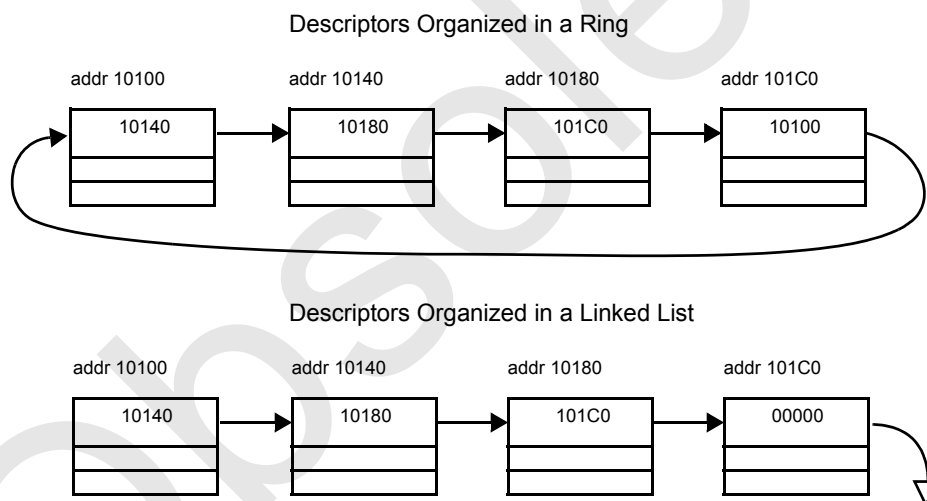 Descriptors Organized in a Ring
addr 10100 addr 10140 addr 10180 addr 101C0
10140 10180 101C0 10100
Descriptors Organized in a Linked List
addr 10100 addr 10140 addr 10180 addr 101C0
10140 10180 101C0 00000
Obsole